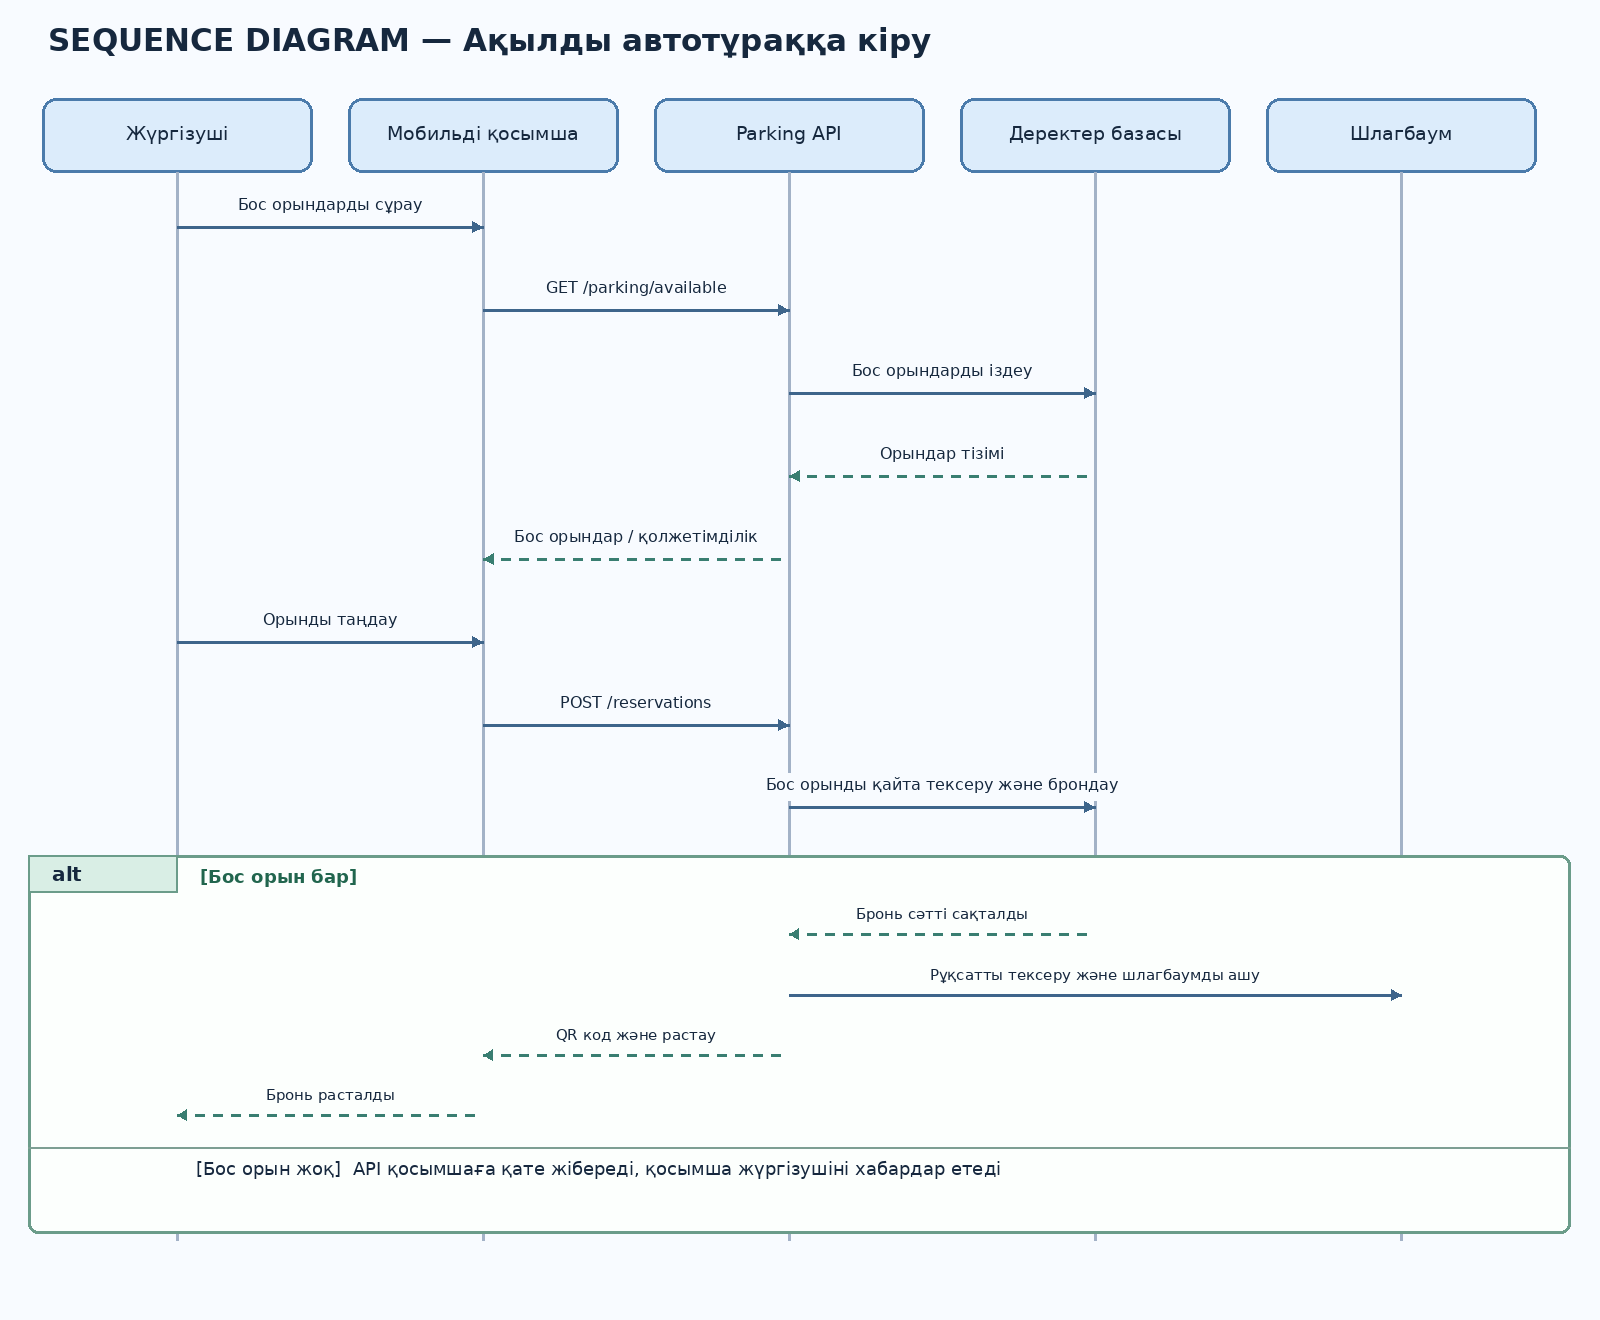 SEQUENCE DIAGRAM — Ақылды автотұраққа кіру
Жүргізуші
Мобильді қосымша
Parking API
Деректер базасы
Шлагбаум
Бос орындарды сұрау
GET /parking/available
Бос орындарды іздеу
Орындар тізімі
Бос орындар / қолжетімділік
Орынды таңдау
POST /reservations
Бос орынды қайта тексеру және брондау
alt
[Бос орын бар]
Бронь сәтті сақталды
Рұқсатты тексеру және шлагбаумды ашу
QR код және растау
Бронь расталды
[Бос орын жоқ]  API қосымшаға қате жібереді, қосымша жүргізушіні хабардар етеді